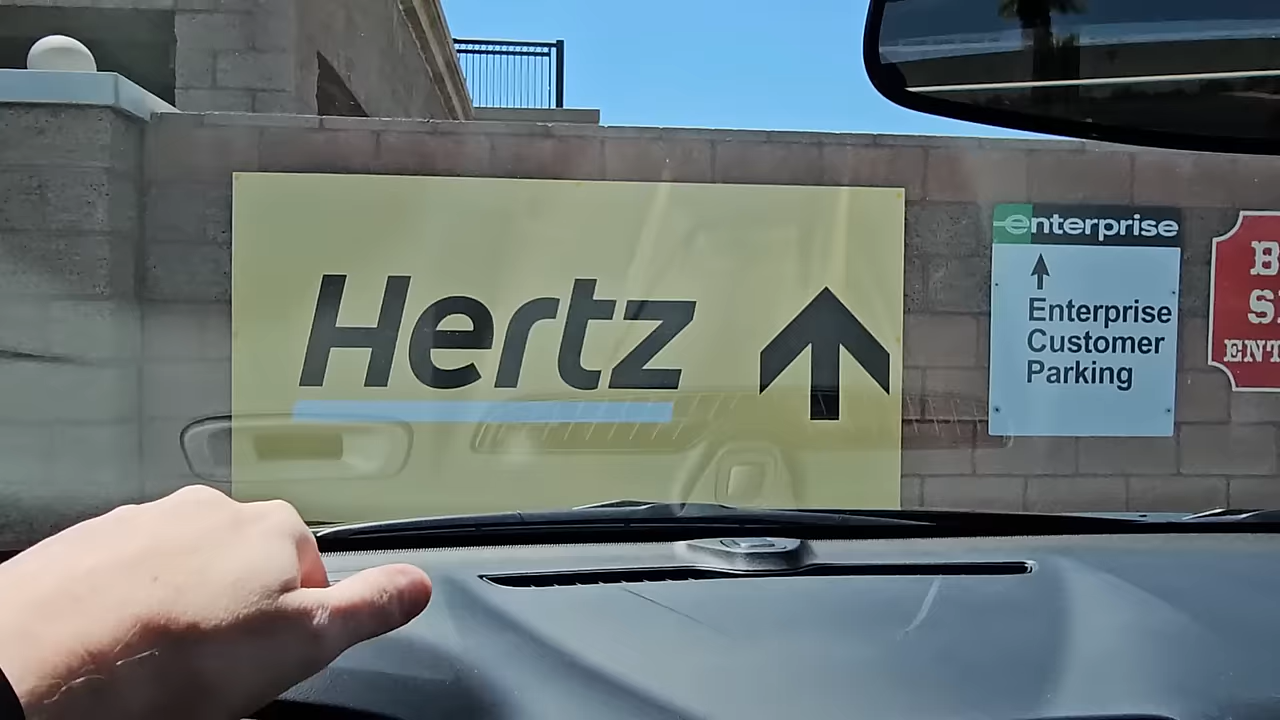 Hertz
enterprise
Enterprise
Customer
Parking